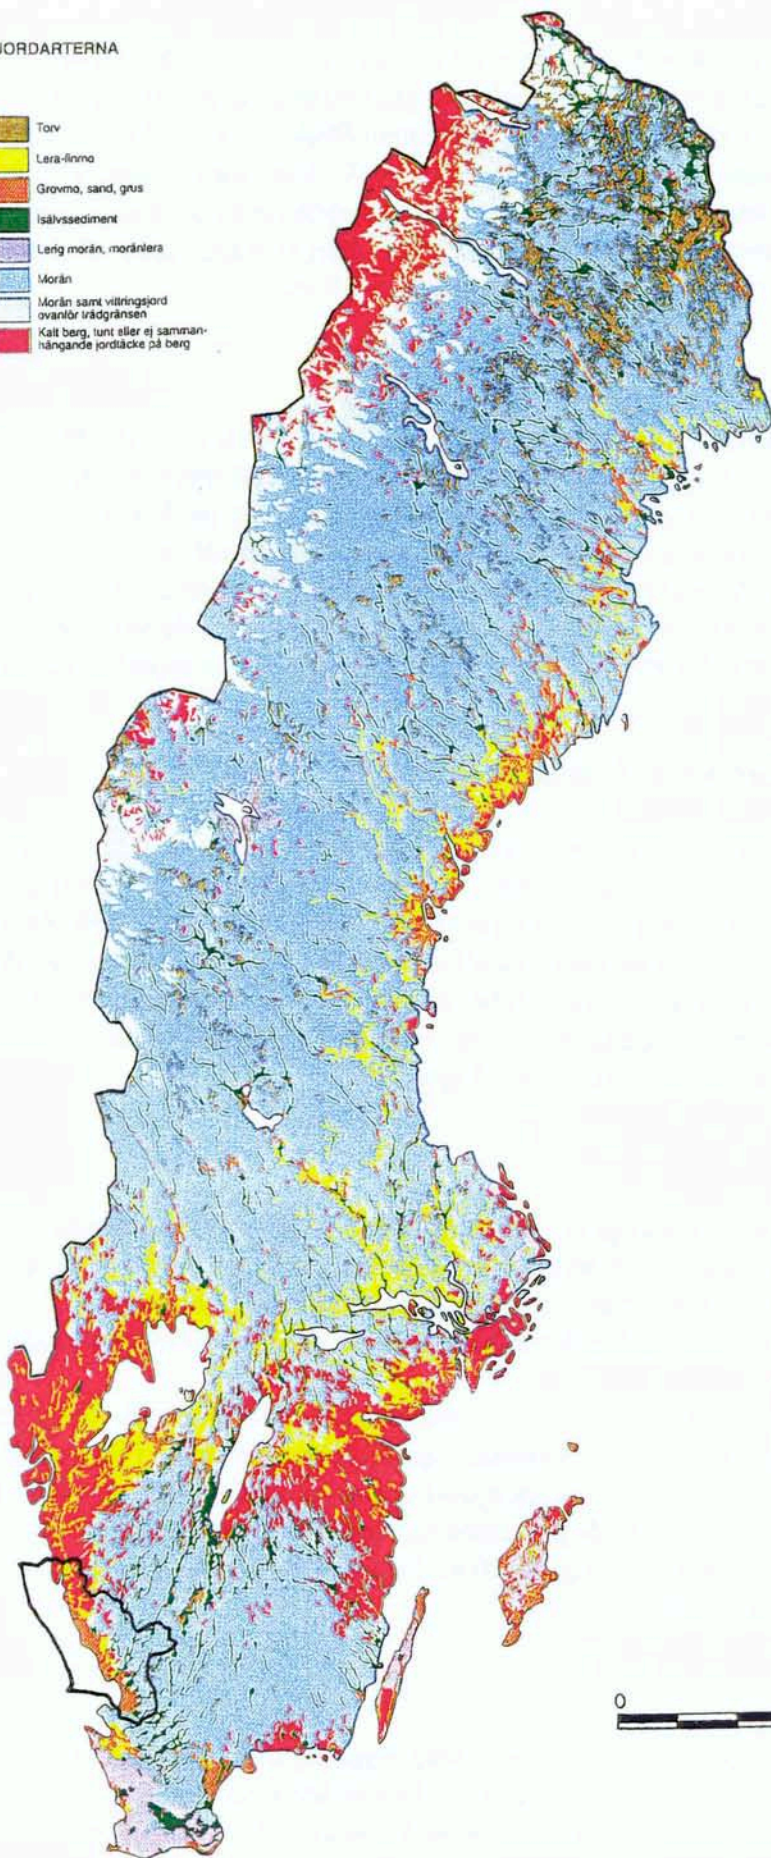 JORDARTERNA
Torv
Lera-finmo
Grovmo, sand, grus
Isälvssediment
Lerig morän, moränlera
Morän
Morän samt vittringsjord
ovanför trädgränsen
Kalt berg, tunt eller ej samman-
hängande jordtäcke på berg
0